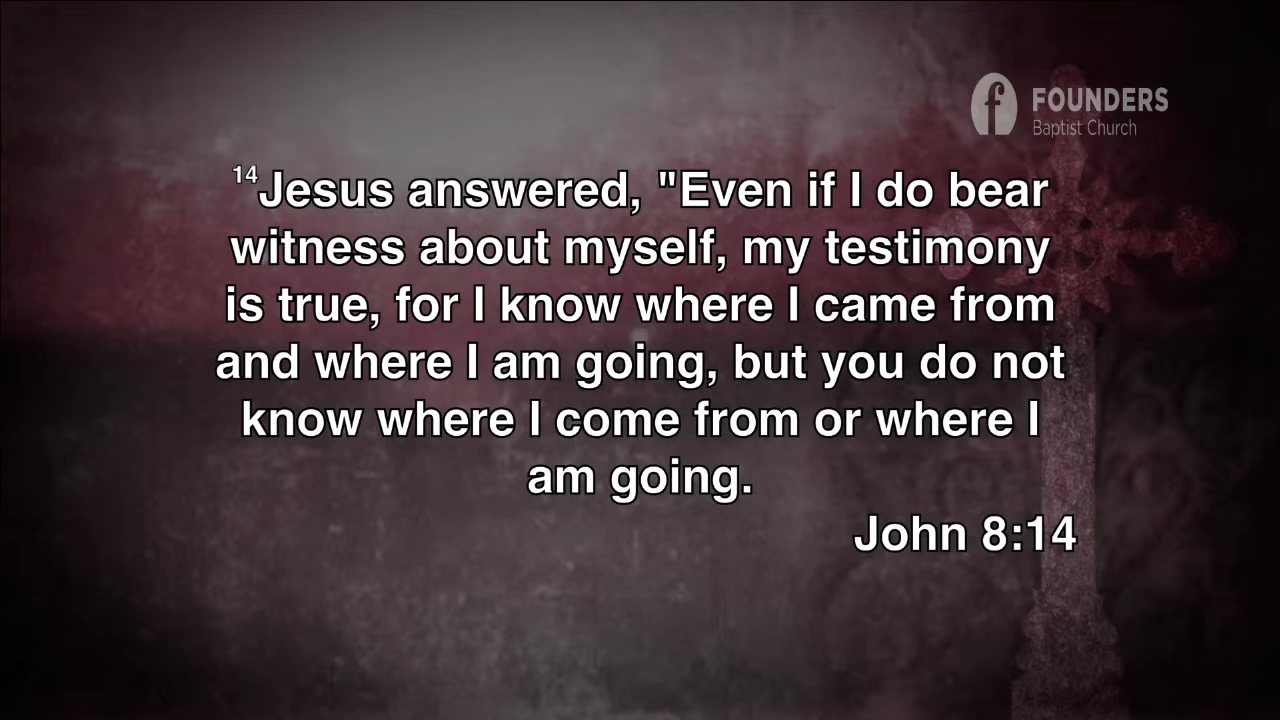 FOUNDERS
Baptist Church
14Jesus answered, "Even if I do bear
witness about myself, my testimony
is true, for I know where I came from
and where I am going, but you do not
know where I come from or where I
am going.
John 8:14